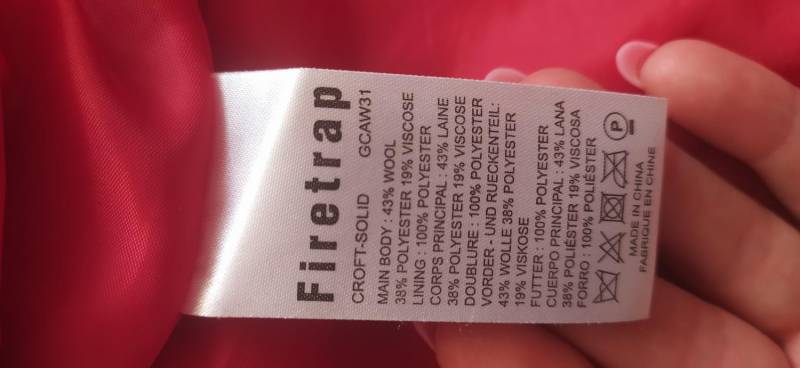 Firetrap
CROFT-SOLID GCAW31
MAIN BODY : 43% WOOL
38% POLYESTER 19% VISCOSE
LINING : 100% POLYESTER
CORPS PRINCIPAL : 43% LAINE
38% POLYESTER 19% VISCOSE
DOUBLURE : 100% POLYESTER
VORDER - UND RUECKENTEIL :
43% WOLLE 38% POLYESTER
19% VISKOSE
FUTTER : 100% POLYESTER
CUERPO PRINCIPAL : 43% LANA
38% POLIÉSTER 19% VISCOSA
FORRO : 100% POLIÉSTER
P
MADE IN CHINA
FABRIQUE EN CHINE